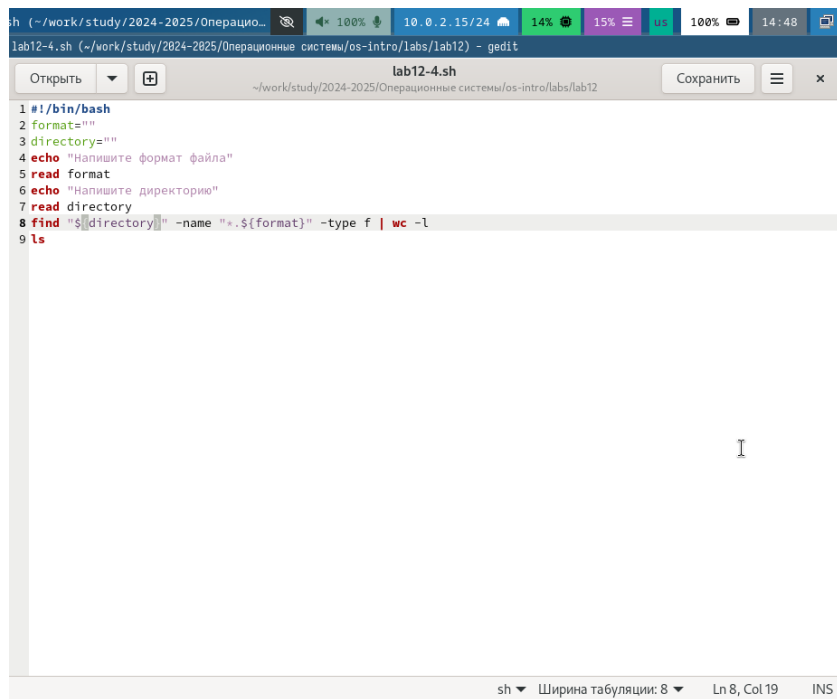 sh (~/work/study/2024-2025/Операцио… 100% 10.0.2.15/24 14% 15% us 100% 14:48
lab12-4.sh (~/work/study/2024-2025/Операционные системы/os-intro/labs/lab12) - gedit
Открыть lab12-4.sh Сохранить
~/work/study/2024-2025/Операционные системы/os-intro/labs/lab12
1 #!/bin/bash
2 format=""
3 directory=""
4 echo "Напишите формат файла"
5 read format
6 echo "Напишите директорию"
7 read directory
8 find "${directory}" -name "*.${format}" -type f | wc -l
9 ls
sh Ширина табуляции: 8 Ln 8, Col 19 INS